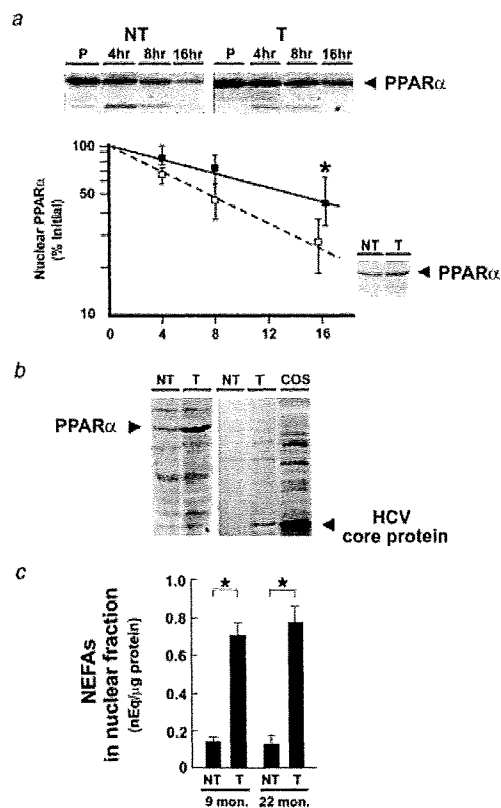 a
NT T
P 4hr 8hr 16hr P 4hr 8hr 16hr
◄ PPARα
100
50
10
Nuclear PPARα
(% Initial)
*
0 4 8 12 16
NT T
◄ PPARα
b
NT T NT T COS
PPARα ►
◄ HCV
core protein
c
NEFAs
in nuclear fraction
(nEq/µg protein)
1.0
0.8
0.6
0.4
0.2
0
* *
NT T NT T
9 mon. 22 mon.